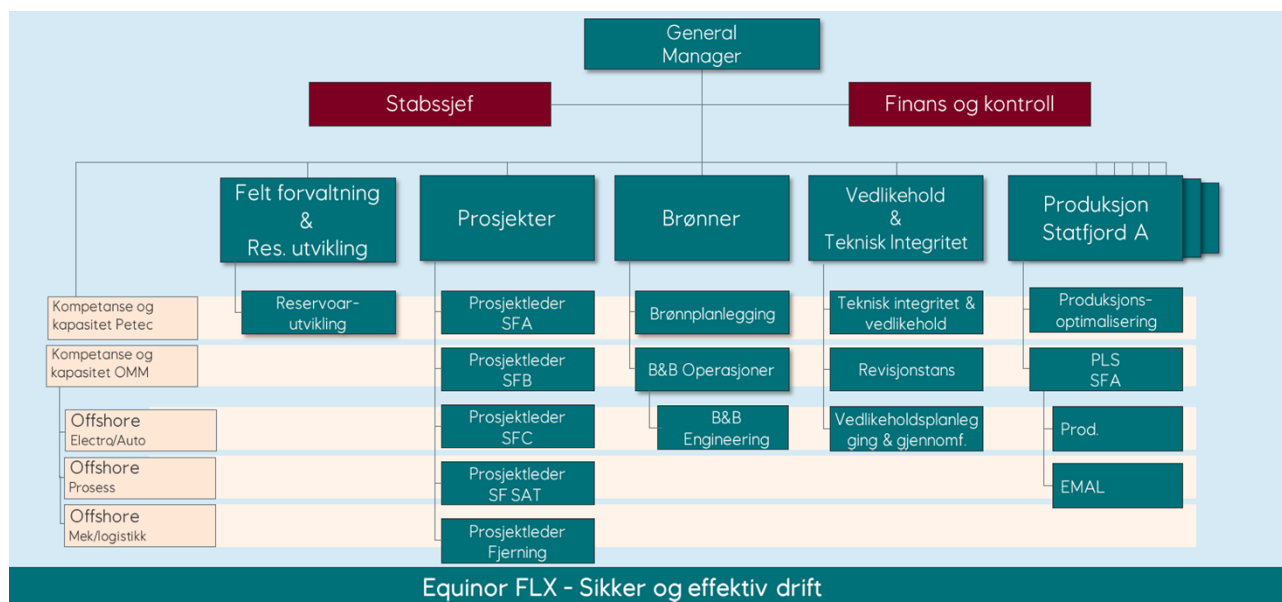 General
Manager
Stabssjef
Finans og kontroll
Felt forvaltning
&
Res. utvikling
Prosjekter
Brønner
Vedlikehold
&
Teknisk Integritet
Produksjon
Statfjord A
Kompetanse og
kapasitet Petec
Kompetanse og
kapasitet OMM
Offshore
Electro/Auto
Offshore
Prosess
Offshore
Mek/logistikk
Reservoar-
utvikling
Prosjektleder
SFA
Prosjektleder
SFB
Prosjektleder
SFC
Prosjektleder
SF SAT
Prosjektleder
Fjerning
Brønnplanlegging
B&B Operasjoner
B&B
Engineering
Teknisk integritet &
vedlikehold
Revisjonstans
Vedlikeholdsplanleg
ging & gjennomf.
Produksjons-
optimalisering
PLS
SFA
Prod.
EMAL
Equinor FLX - Sikker og effektiv drift